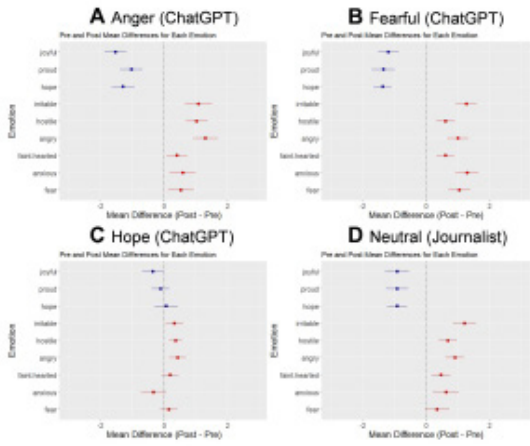 A Anger (ChatGPT)
Pre and Post Mean Differences for Each Emotion
Emotion
joyful
proud
hope
irritable
hostile
angry
faint.hearted
anxious
fear
-2
0
2
Mean Difference (Post - Pre)
B Fearful (ChatGPT)
Pre and Post Mean Differences for Each Emotion
Emotion
joyful
proud
hope
irritable
hostile
angry
faint.hearted
anxious
fear
-2
0
2
Mean Difference (Post - Pre)
C Hope (ChatGPT)
Pre and Post Mean Differences for Each Emotion
Emotion
joyful
proud
hope
irritable
hostile
angry
faint.hearted
anxious
fear
-2
0
2
Mean Difference (Post - Pre)
D Neutral (Journalist)
Pre and Post Mean Differences for Each Emotion
Emotion
joyful
proud
hope
irritable
hostile
angry
faint.hearted
anxious
fear
-2
0
2
Mean Difference (Post - Pre)